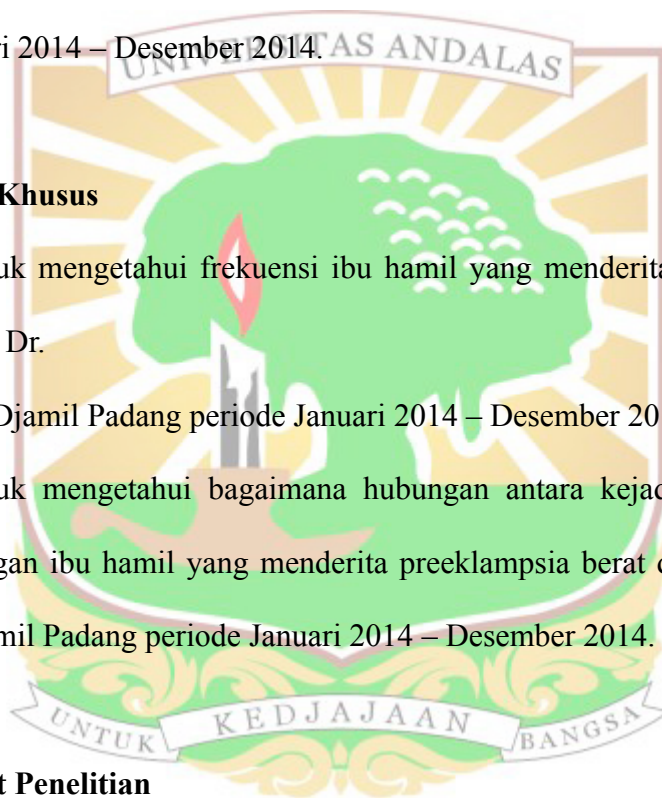 i 2014 – Desember 2014.
UNIVERSITAS ANDALAS
Khusus
uk mengetahui frekuensi ibu hamil yang menderita
Dr.
Djamil Padang periode Januari 2014 – Desember 20
uk mengetahui bagaimana hubungan antara kejad
gan ibu hamil yang menderita preeklampsia berat
mil Padang periode Januari 2014 – Desember 2014.
UNTUK KEDJAJAAN BANGSA
t Penelitian